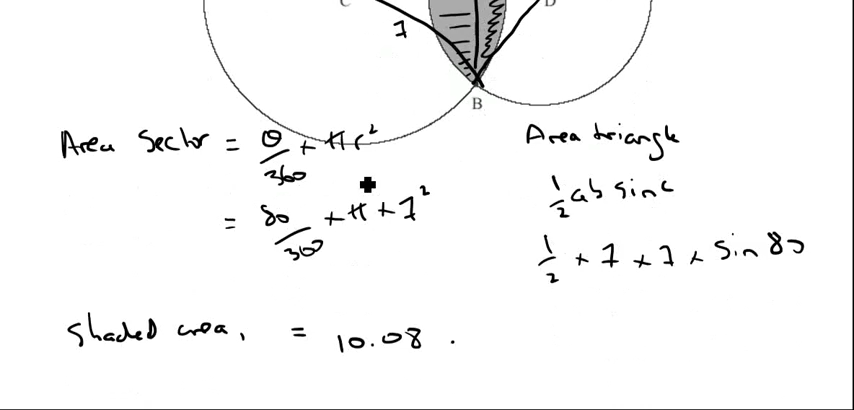 C
D
7
B
Area Sector = θ/360 × πr²
= 80/360 × π × 7²
Area triangle
½ab sinc
½ × 7 × 7 × Sin 80
Shaded area, = 10.08 .